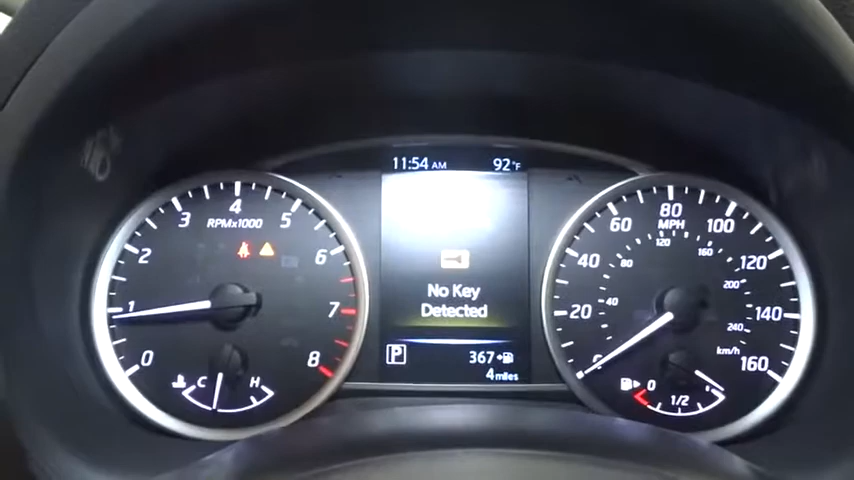 11:54 AM 92°F
0 1 2 3 4 5 6 7 8
RPMx1000
C H
No Key
Detected
P 367
4 miles
0 20 40 60 80 100 120 140 160
MPH
40 80 120 160 200 240
km/h
0 1/2 1